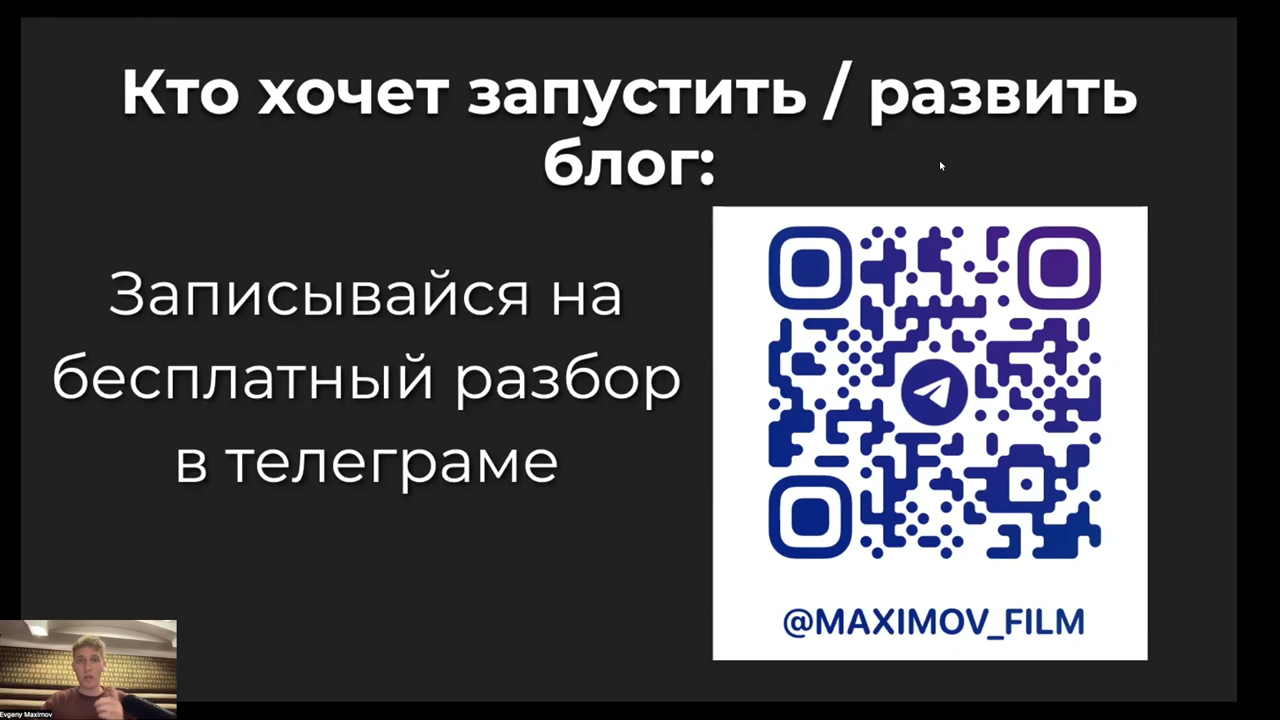 Кто хочет запустить / развить
блог:
Записывайся на
бесплатный разбор
в телеграме
@MAXIMOV_FILM
Evgeny Maximov